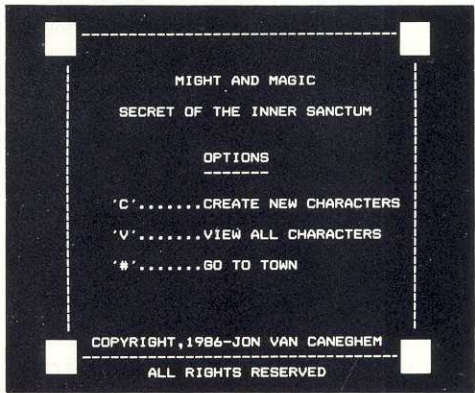 MIGHT AND MAGIC
SECRET OF THE INNER SANCTUM
OPTIONS
'C'.......CREATE NEW CHARACTERS
'V'.......VIEW ALL CHARACTERS
'#'.......GO TO TOWN
COPYRIGHT,1986-JON VAN CANEGHEM
ALL RIGHTS RESERVED